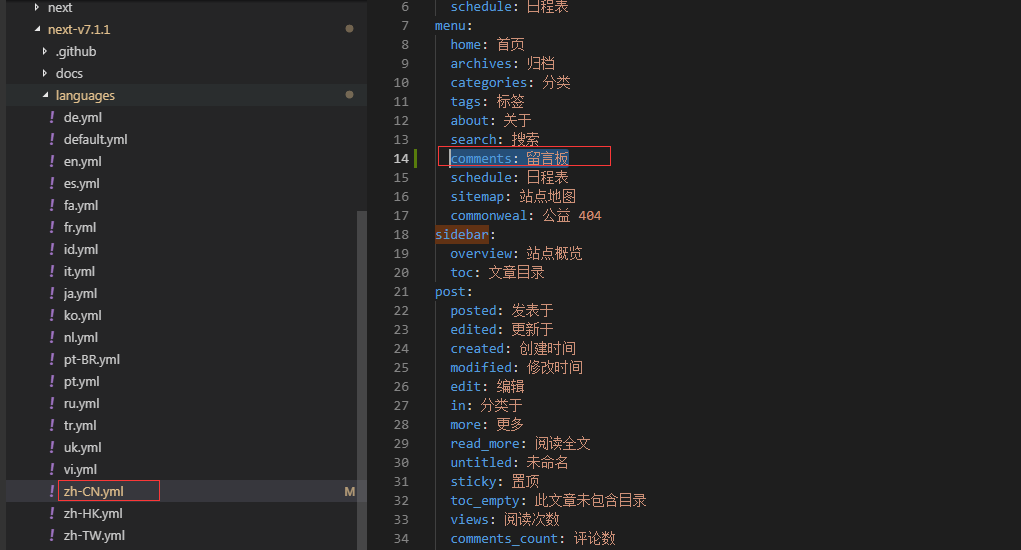 next
next-v7.1.1
.github
docs
languages
! de.yml
! default.yml
! en.yml
! es.yml
! fa.yml
! fr.yml
! id.yml
! it.yml
! ja.yml
! ko.yml
! nl.yml
! pt-BR.yml
! pt.yml
! ru.yml
! tr.yml
! uk.yml
! vi.yml
! zh-CN.yml M
! zh-HK.yml
! zh-TW.yml
6 schedule: 日程表
7 menu:
8 home: 首页
9 archives: 归档
10 categories: 分类
11 tags: 标签
12 about: 关于
13 search: 搜索
14 comments: 留言板
15 schedule: 日程表
16 sitemap: 站点地图
17 commonweal: 公益 404
18 sidebar:
19 overview: 站点概览
20 toc: 文章目录
21 post:
22 posted: 发表于
23 edited: 更新于
24 created: 创建时间
25 modified: 修改时间
26 edit: 编辑
27 in: 分类于
28 more: 更多
29 read_more: 阅读全文
30 untitled: 未命名
31 sticky: 置顶
32 toc_empty: 此文章未包含目录
33 views: 阅读次数
34 comments_count: 评论数